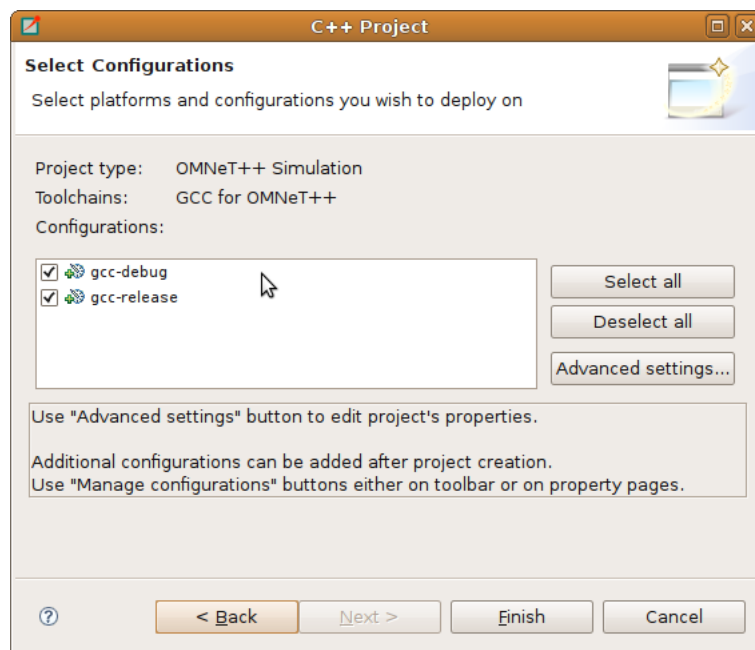 C++ Project
Select Configurations
Select platforms and configurations you wish to deploy on
Project type: OMNeT++ Simulation
Toolchains: GCC for OMNeT++
Configurations:
gcc-debug
gcc-release
Select all
Deselect all
Advanced settings...
Use "Advanced settings" button to edit project's properties.
Additional configurations can be added after project creation.
Use "Manage configurations" buttons either on toolbar or on property pages.
? < Back Next > Finish Cancel